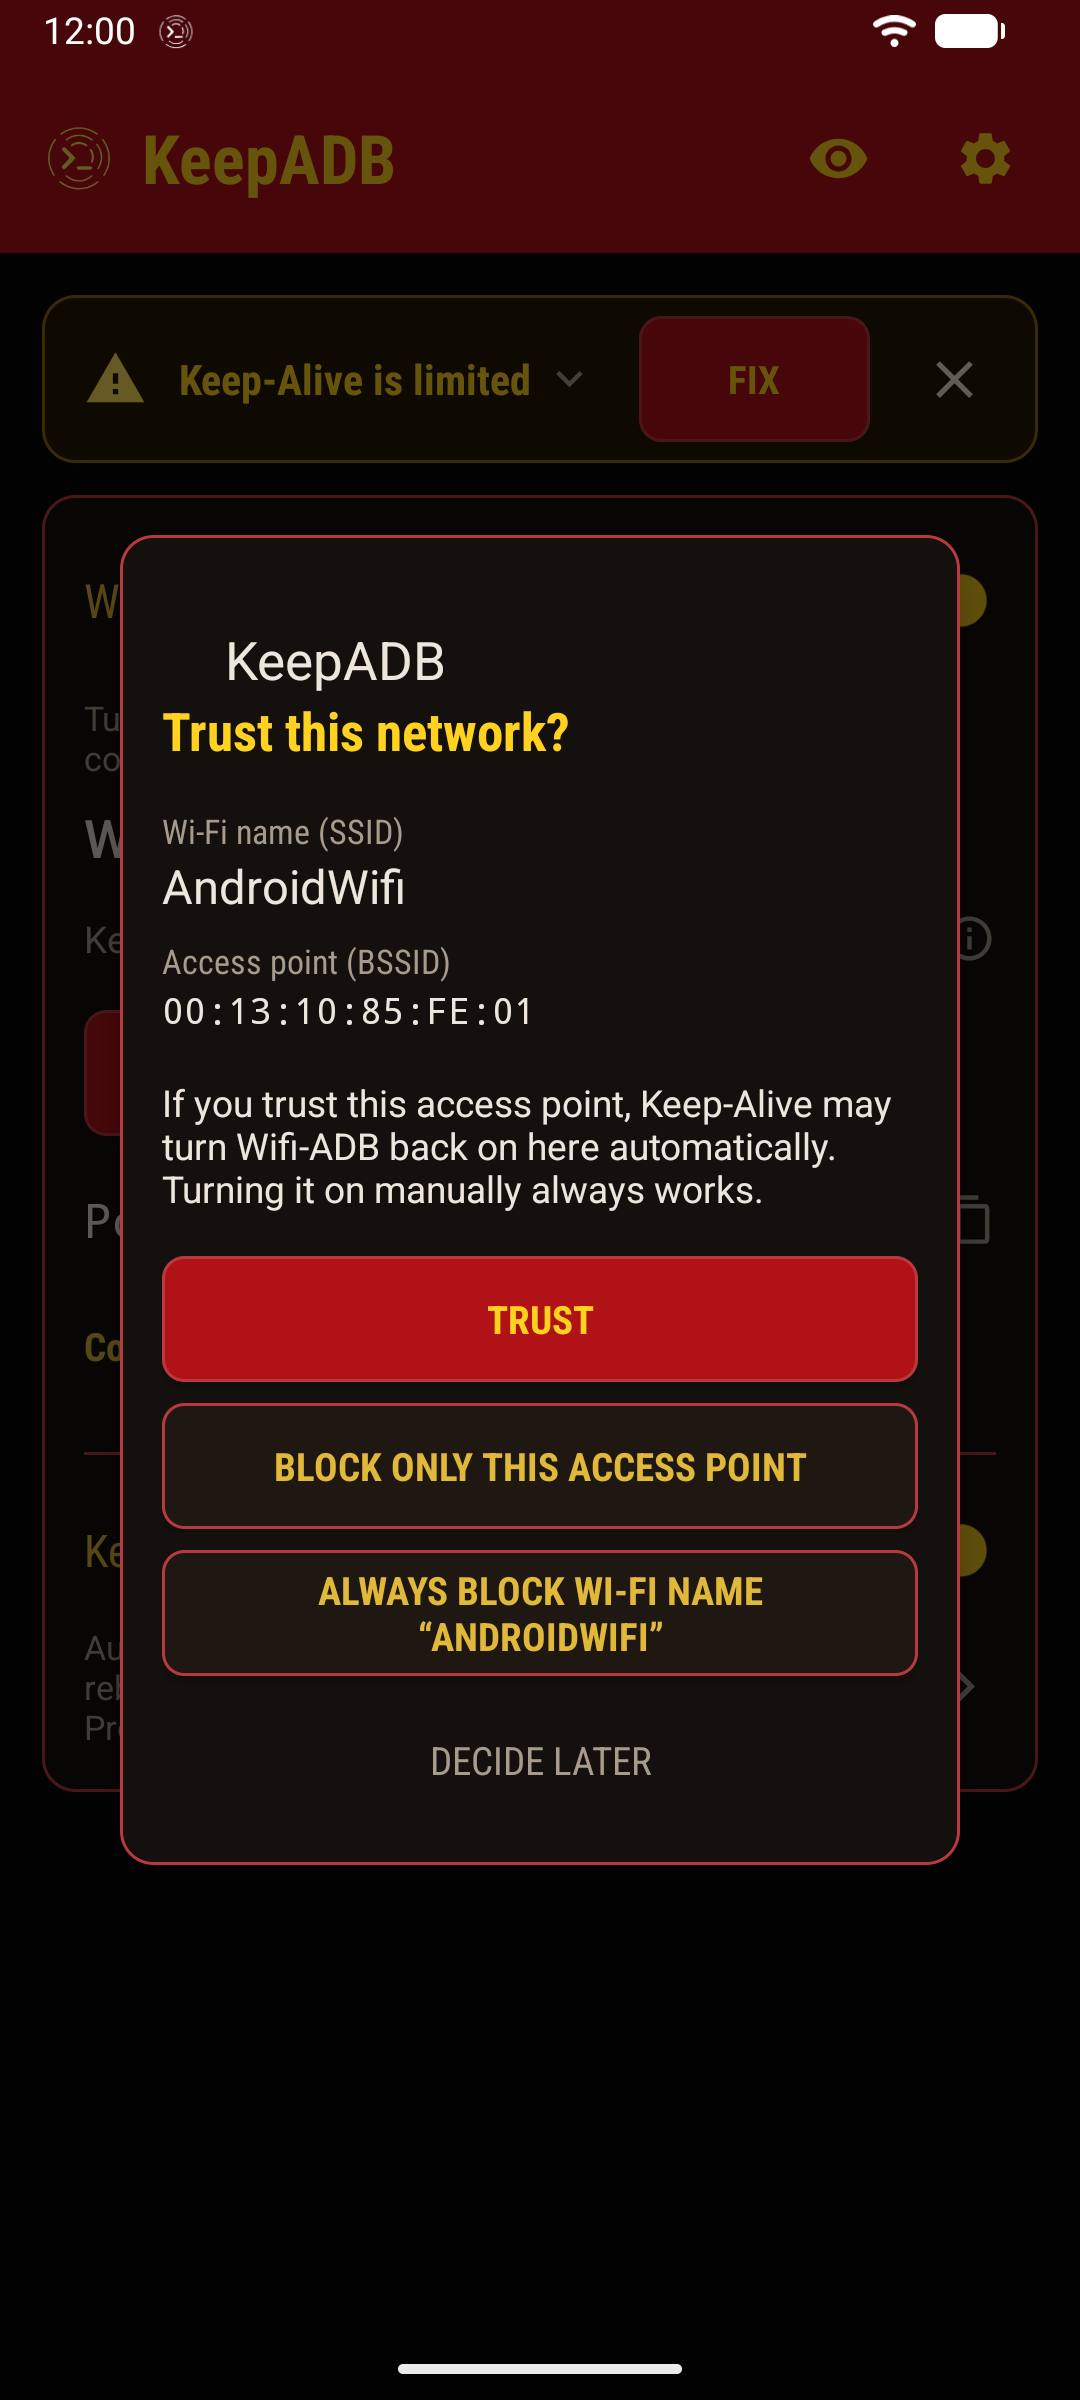 12:00
KeepADB
Keep-Alive is limited
FIX
KeepADB
Trust this network?
Wi-Fi name (SSID)
AndroidWifi
Access point (BSSID)
00:13:10:85:FE:01
If you trust this access point, Keep-Alive may
turn Wifi-ADB back on here automatically.
Turning it on manually always works.
TRUST
BLOCK ONLY THIS ACCESS POINT
ALWAYS BLOCK WI-FI NAME
“ANDROIDWIFI”
DECIDE LATER